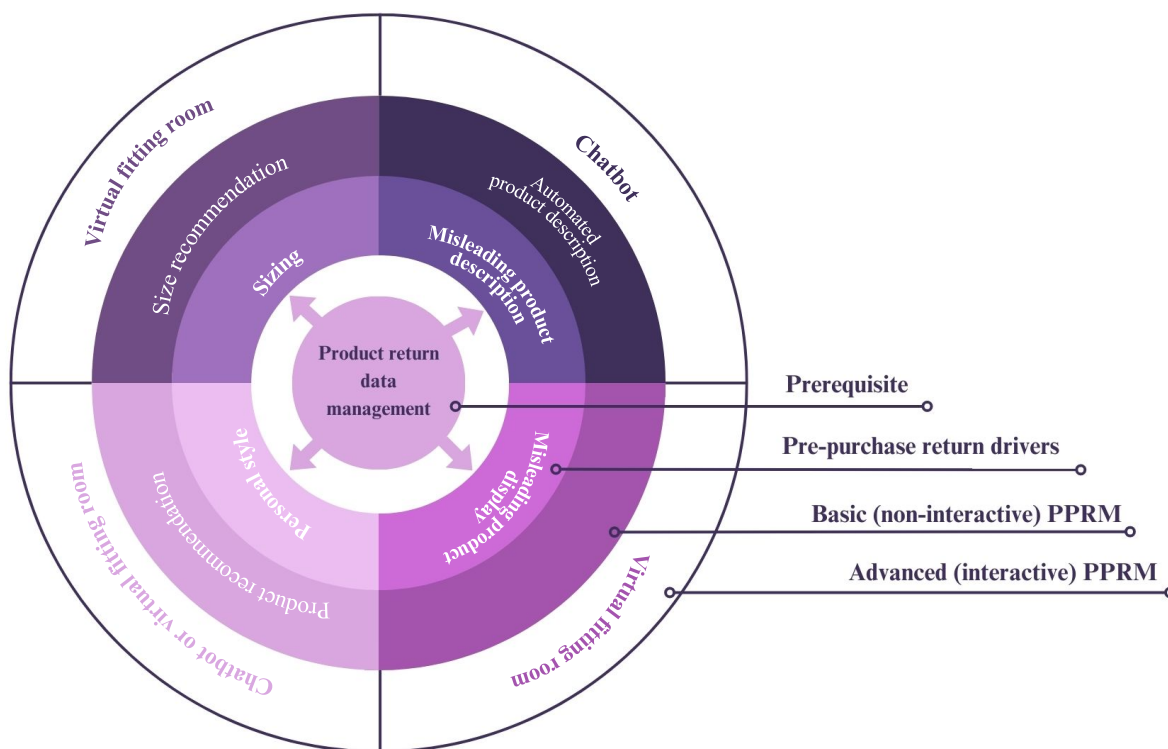 Virtual fitting room
Chatbot
Size recommendation
Automated
product description
Sizing
Misleading product
description
Product return
data
management
Personal style
Misleading product
display
Product recommendation
Chatbot or virtual fitting room
Virtual fitting room
Prerequisite
Pre-purchase return drivers
Basic (non-interactive) PPRM
Advanced (interactive) PPRM